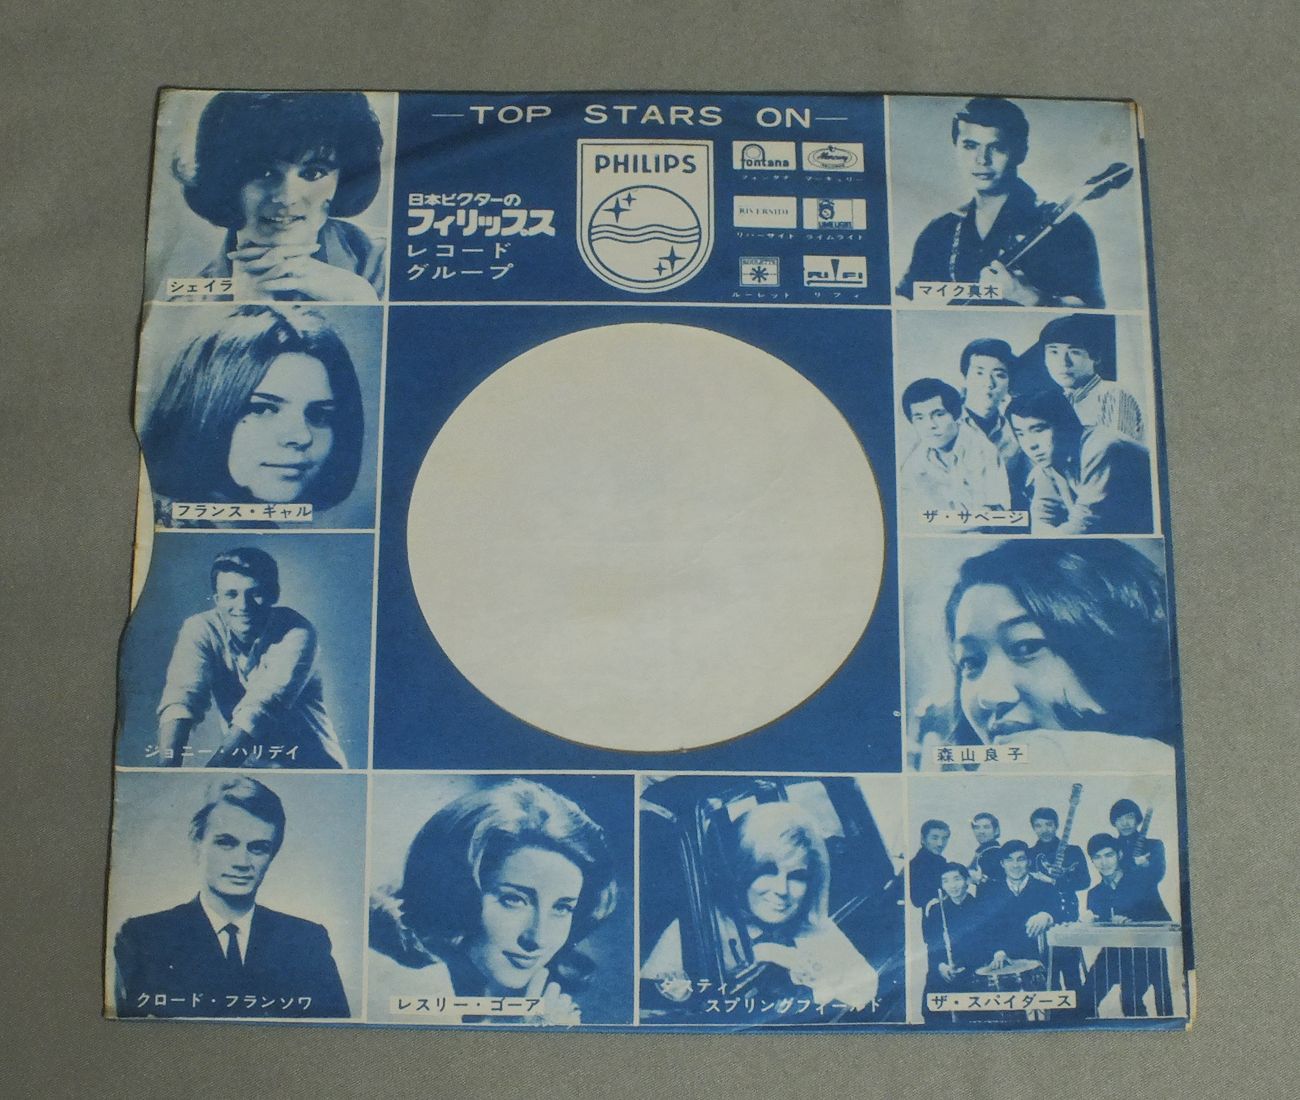 —TOP STARS ON—
日本ビクターの
フィリップス
レコード
グループ
PHILIPS
fontana
Mercury
フォンタナ
マーキュリー
RIVERSIDE
LIMELIGHT
リバーサイド
ライムライト
ROULETTE
RIFI
ルーレット
リフィ
シェイラ
マイク真木
フランス・ギャル
ザ・サベージ
ジョニー・ハリデイ
森山良子
クロード・フランソワ
レスリー・ゴーア
ダスティ
スプリングフィールド
ザ・スパイダース